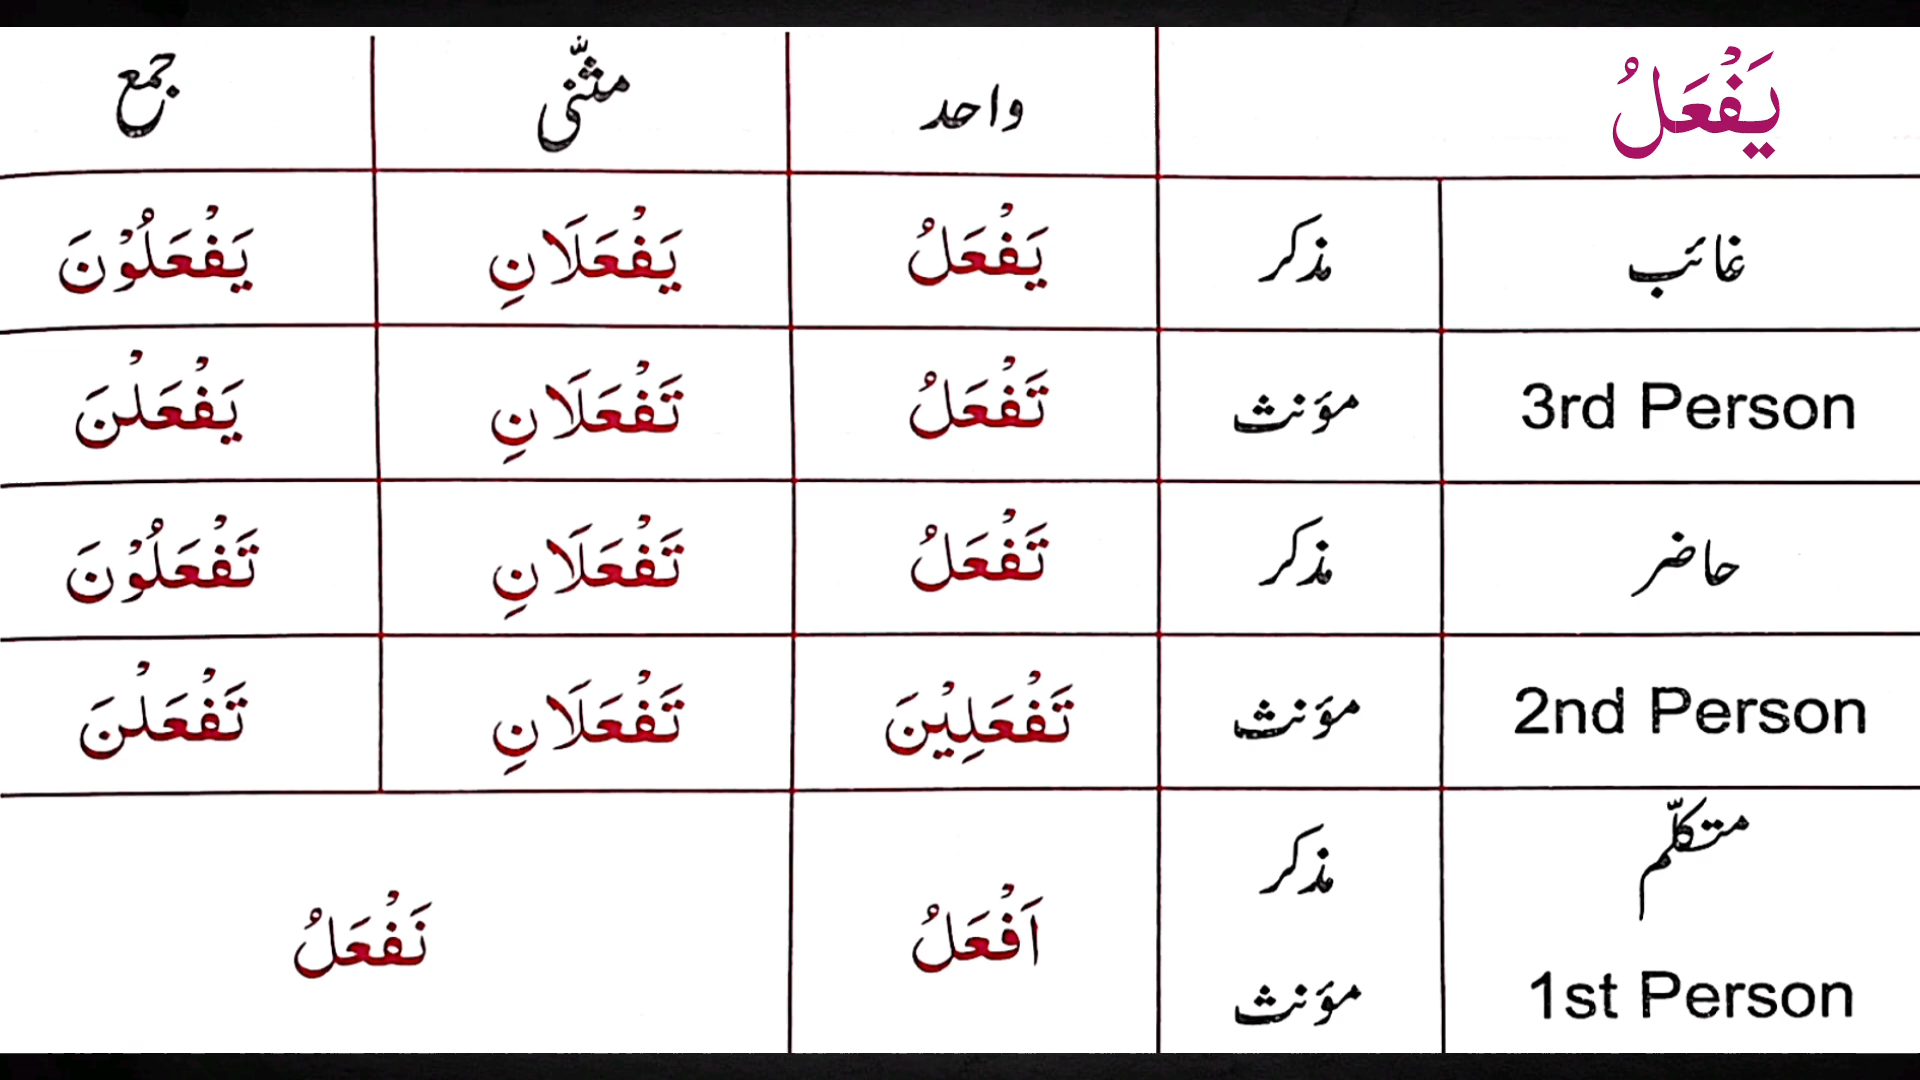 يَفْعَلُ واحد مثنّٰی جمع
غائب مذکر يَفْعَلُ يَفْعَلَانِ يَفْعَلُوْنَ
3rd Person مؤنث تَفْعَلُ تَفْعَلَانِ يَفْعَلْنَ
حاضر مذکر تَفْعَلُ تَفْعَلَانِ تَفْعَلُوْنَ
2nd Person مؤنث تَفْعَلِيْنَ تَفْعَلَانِ تَفْعَلْنَ
متکلّم مذکر
اَفْعَلُ نَفْعَلُ
1st Person مؤنث